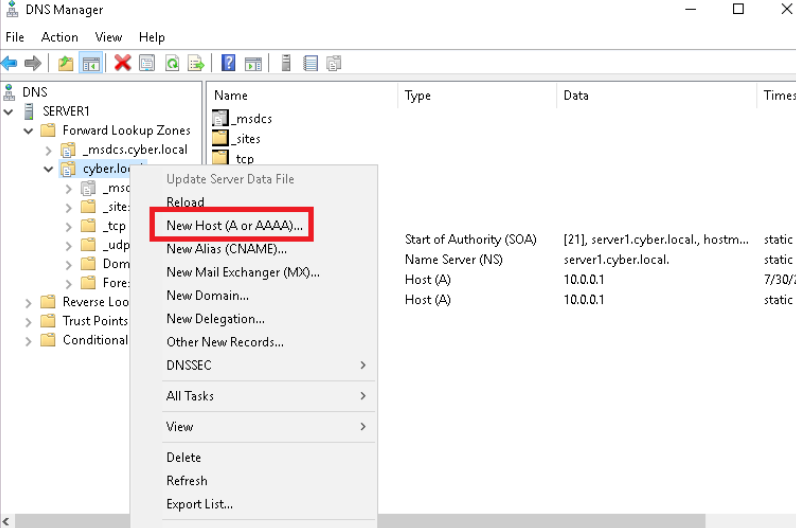 DNS Manager
File Action View Help
DNS
SERVER1
Forward Lookup Zones
_msdcs.cyber.local
cyber.loc
_msd
_sites
_tcp
_udp
Dom
Fores
Reverse Loo
Trust Points
Conditional
Name Type Data Times
_msdcs
_sites
_tcp
Start of Authority (SOA) [21], server1.cyber.local., hostm... static
Name Server (NS) server1.cyber.local. static
Host (A) 10.0.0.1 7/30/2
Host (A) 10.0.0.1 static
Update Server Data File
Reload
New Host (A or AAAA)...
New Alias (CNAME)...
New Mail Exchanger (MX)...
New Domain...
New Delegation...
Other New Records...
DNSSEC
All Tasks
View
Delete
Refresh
Export List...